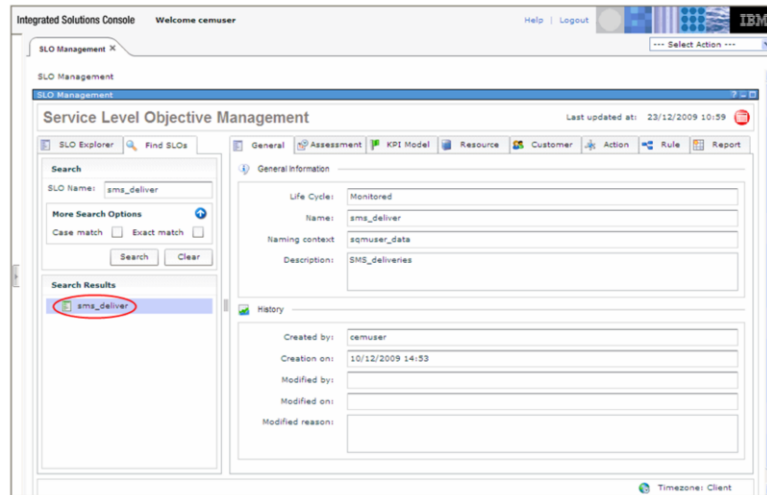 Integrated Solutions Console Welcome cemuser Help | Logout IBM
SLO Management X --- Select Action ---
SLO Management
SLO Management
Service Level Objective Management Last updated at: 23/12/2009 10:59
SLO Explorer Find SLOs General Assessment KPI Model Resource Customer Action Rule Report
Search General Information
SLO Name: sms_deliver Life Cycle: Monitored
More Search Options Name: sms_deliver
Case match Exact match Naming context sqmuser_data
Search Clear Description: SMS_deliveries
Search Results
sms_deliver History
Created by: cemuser
Creation on: 10/12/2009 14:53
Modified by:
Modified on:
Modified reason:
Timezone: Client